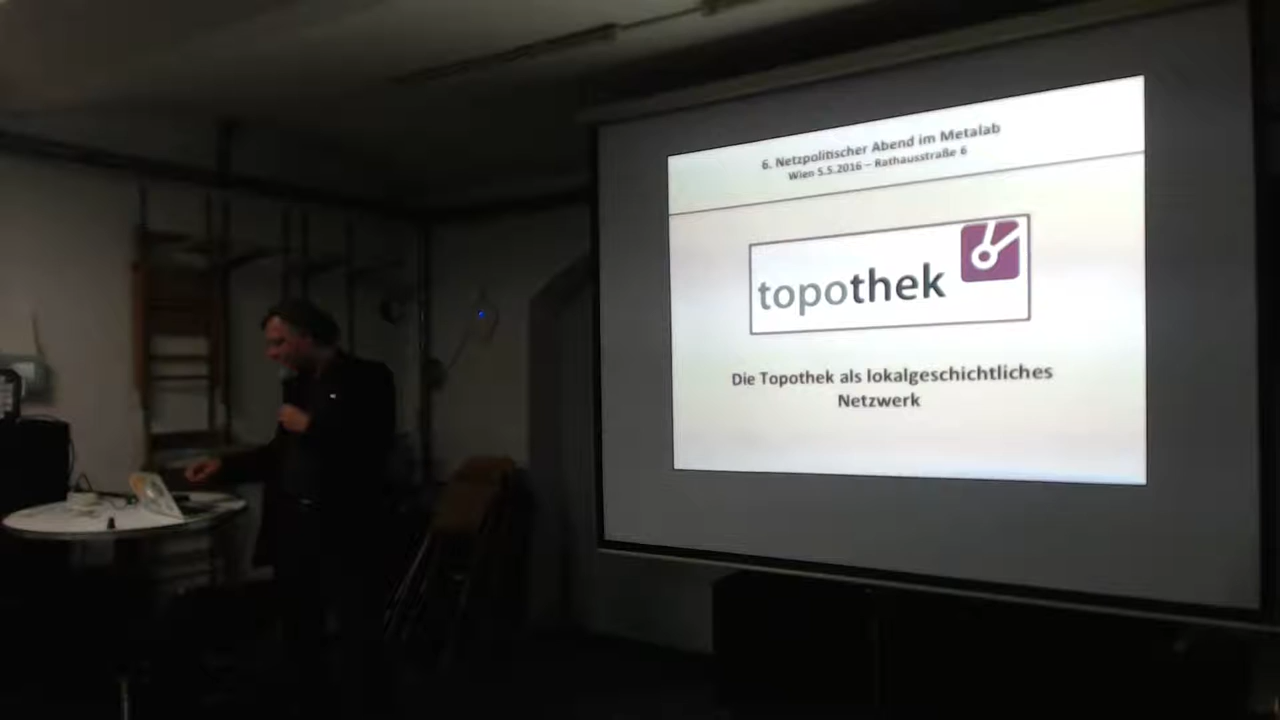 6. Netzpolitischer Abend im Metalab
Wien 5.5.2016 – Rathausstraße 6
topothek
Die Topothek als lokalgeschichtliches
Netzwerk